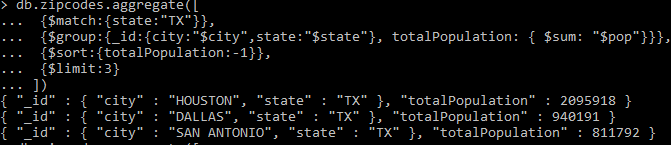 > db.zipcodes.aggregate([
... {$match:{state:"TX"}},
... {$group:{_id:{city:"$city",state:"$state"}, totalPopulation: { $sum: "$pop"}}},
... {$sort:{totalPopulation:-1}},
... {$limit:3}
... ])
{ "_id" : { "city" : "HOUSTON", "state" : "TX" }, "totalPopulation" : 2095918 }
{ "_id" : { "city" : "DALLAS", "state" : "TX" }, "totalPopulation" : 940191 }
{ "_id" : { "city" : "SAN ANTONIO", "state" : "TX" }, "totalPopulation" : 811792 }